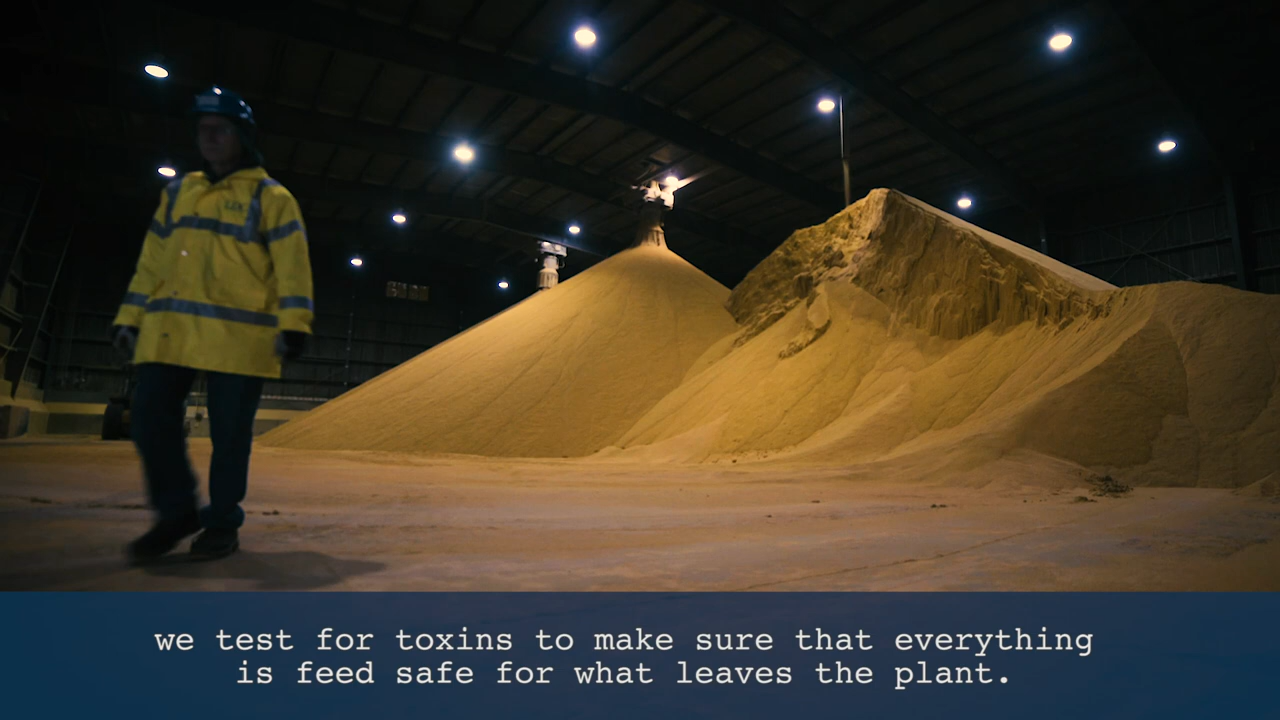 we test for toxins to make sure that everything
is feed safe for what leaves the plant.